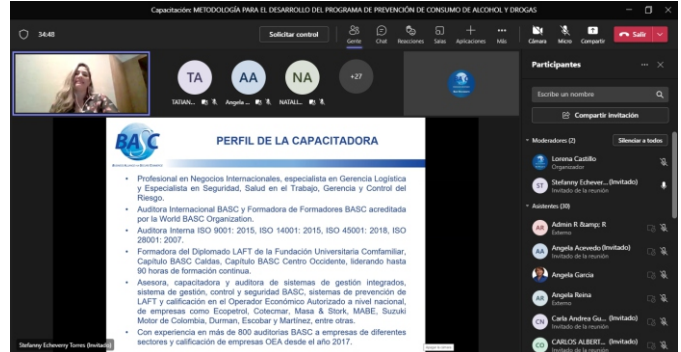 Capacitación: METODOLOGÍA PARA EL DESARROLLO DEL PROGRAMA DE PREVENCIÓN DE CONSUMO DE ALCOHOL Y DROGAS
34:48
Solicitar control
Gente
Chat
Reacciones
Salas
Aplicaciones
Más
Cámara
Micro
Compartir
Salir
TA
AA
NA
+27
TATIAN...
Angela ...
NATALI...
BASC
PERFIL DE LA CAPACITADORA
• Profesional en Negocios Internacionales, especialista en Gerencia Logística
y Especialista en Seguridad, Salud en el Trabajo, Gerencia y Control del
Riesgo.
• Auditora Internacional BASC y Formadora de Formadores BASC acreditada
por la World BASC Organization.
• Auditora Interna ISO 9001: 2015, ISO 14001: 2015, ISO 45001: 2018, ISO
28001: 2007.
• Formadora del Diplomado LAFT de la Fundación Universitaria Comfamiliar,
Capítulo BASC Caldas, Capítulo BASC Centro Occidente, liderando hasta
90 horas de formación continua.
• Asesora, capacitadora y auditora de sistemas de gestión integrados,
sistema de gestión, control y seguridad BASC, sistemas de prevención de
LAFT y calificación en el Operador Económico Autorizado a nivel nacional,
de empresas como Ecopetrol, Cotecmar, Masa & Stork, MABE, Suzuki
Motor de Colombia, Durman, Escobar y Martínez, entre otras.
• Con experiencia en más de 800 auditorías BASC a empresas de diferentes
sectores y calificación de empresas OEA desde el año 2017.
Stefanny Echeverry Torres (Invitado)
Participantes
Escribe un nombre
Compartir invitación
Moderadores (2)
Silenciar a todos
Lorena Castillo
Organizador
ST
Stefanny Echever... (Invitado)
Invitado de la reunión
Asistentes (30)
AR
Admin R &amp; R
Externo
AA
Angela Acevedo (Invitado)
Invitado de la reunión
Angela Garcia
AR
Angela Reina
Externo
CN
Carla Andrea Gu... (Invitado)
Invitado de la reunión
CO
CARLOS ALBERT... (Invitado)
Invitado de la reunión